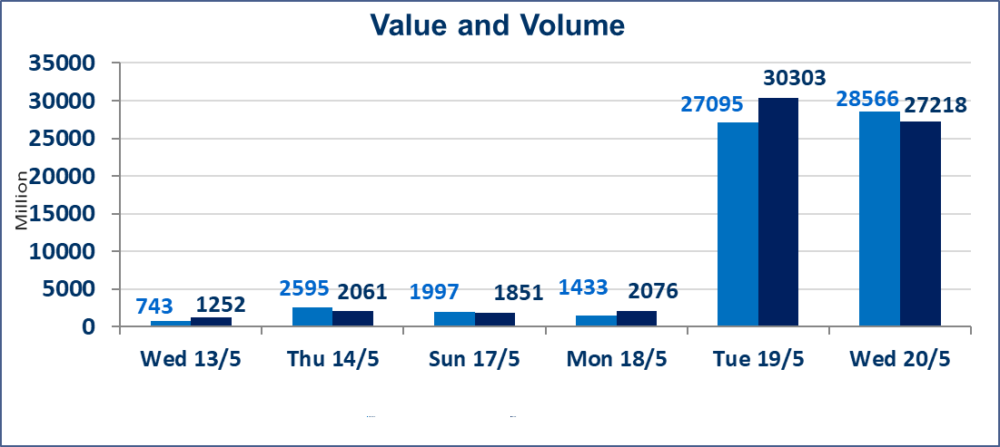 Value and Volume
35000
30000
25000
20000
15000
10000
5000
0
Million
743
1252
2595
2061
1997
1851
1433
2076
27095
30303
28566
27218
Wed 13/5
Thu 14/5
Sun 17/5
Mon 18/5
Tue 19/5
Wed 20/5